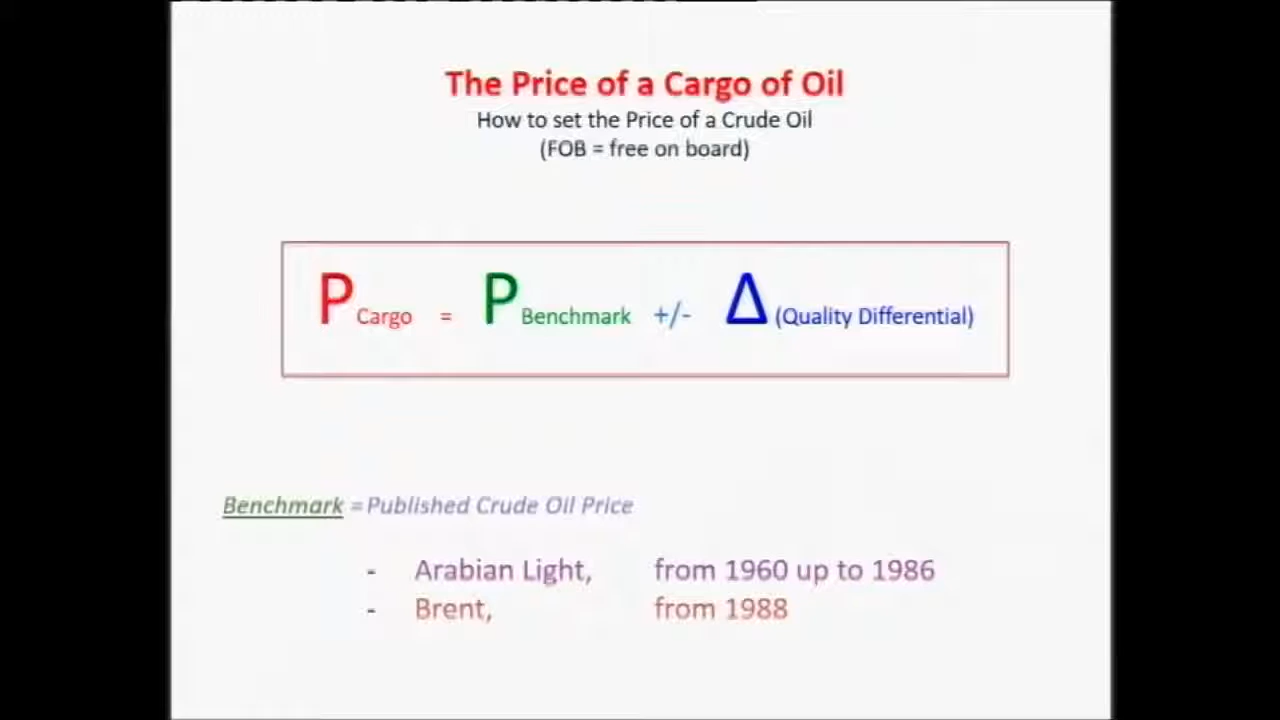 The Price of a Cargo of Oil
How to set the Price of a Crude Oil
(FOB = free on board)
P Cargo = P Benchmark +/- Δ (Quality Differential)
Benchmark = Published Crude Oil Price
- Arabian Light, from 1960 up to 1986
- Brent, from 1988